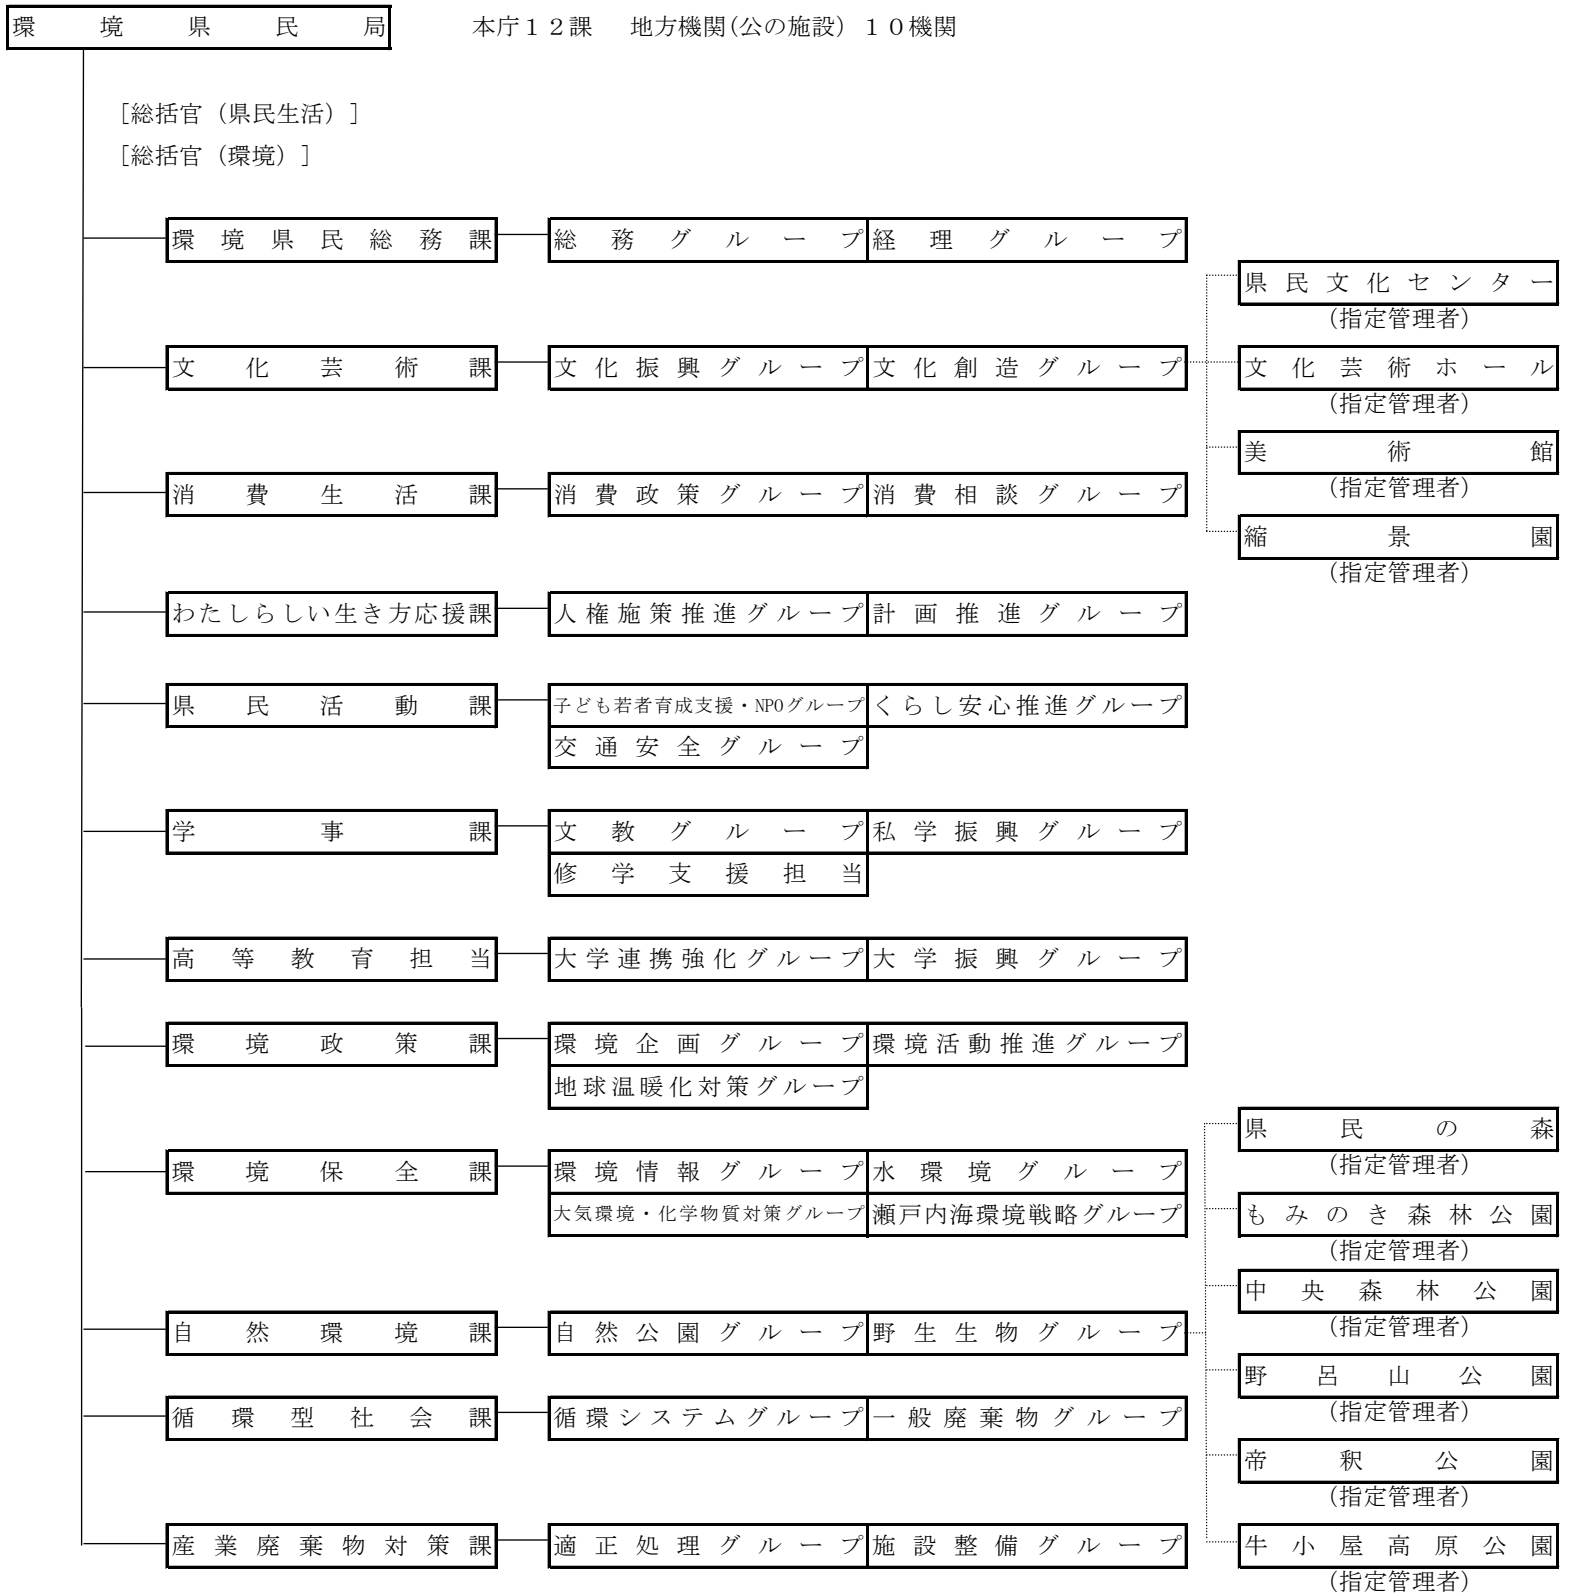 環境県民局 本庁12課 地方機関(公の施設) 10機関
[総括官(県民生活)]
[総括官(環境)]
環境県民総務課 総務グループ 経理グループ
県民文化センター
(指定管理者)
文化芸術課 文化振興グループ 文化創造グループ 文化芸術ホール
(指定管理者)
美術館
(指定管理者)
消費生活課 消費政策グループ 消費相談グループ
縮景園
(指定管理者)
わたしらしい生き方応援課 人権施策推進グループ 計画推進グループ
県民活動課 子ども若者育成支援・NPOグループ くらし安心推進グループ
交通安全グループ
学事課 文教グループ 私学振興グループ
修学支援担当
高等教育担当 大学連携強化グループ 大学振興グループ
環境政策課 環境企画グループ 環境活動推進グループ
地球温暖化対策グループ
県民の森
(指定管理者)
環境保全課 環境情報グループ 水環境グループ
大気環境・化学物質対策グループ 瀬戸内海環境戦略グループ もみのき森林公園
(指定管理者)
中央森林公園
(指定管理者)
自然環境課 自然公園グループ 野生生物グループ
野呂山公園
(指定管理者)
循環型社会課 循環システムグループ 一般廃棄物グループ
帝釈公園
(指定管理者)
産業廃棄物対策課 適正処理グループ 施設整備グループ 牛小屋高原公園
(指定管理者)